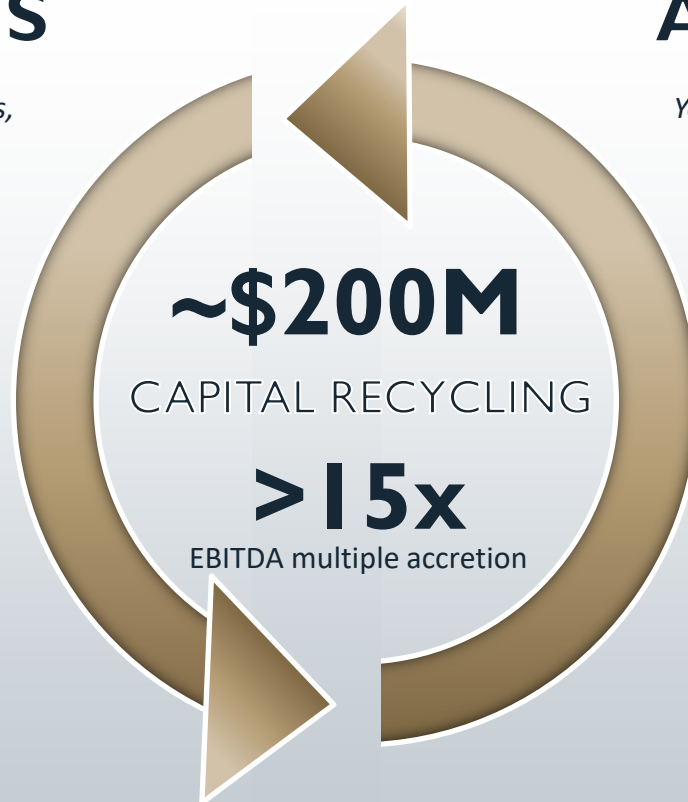 S
A
s,
~$200M
CAPITAL RECYCLING
>15x
EBITDA multiple accretion